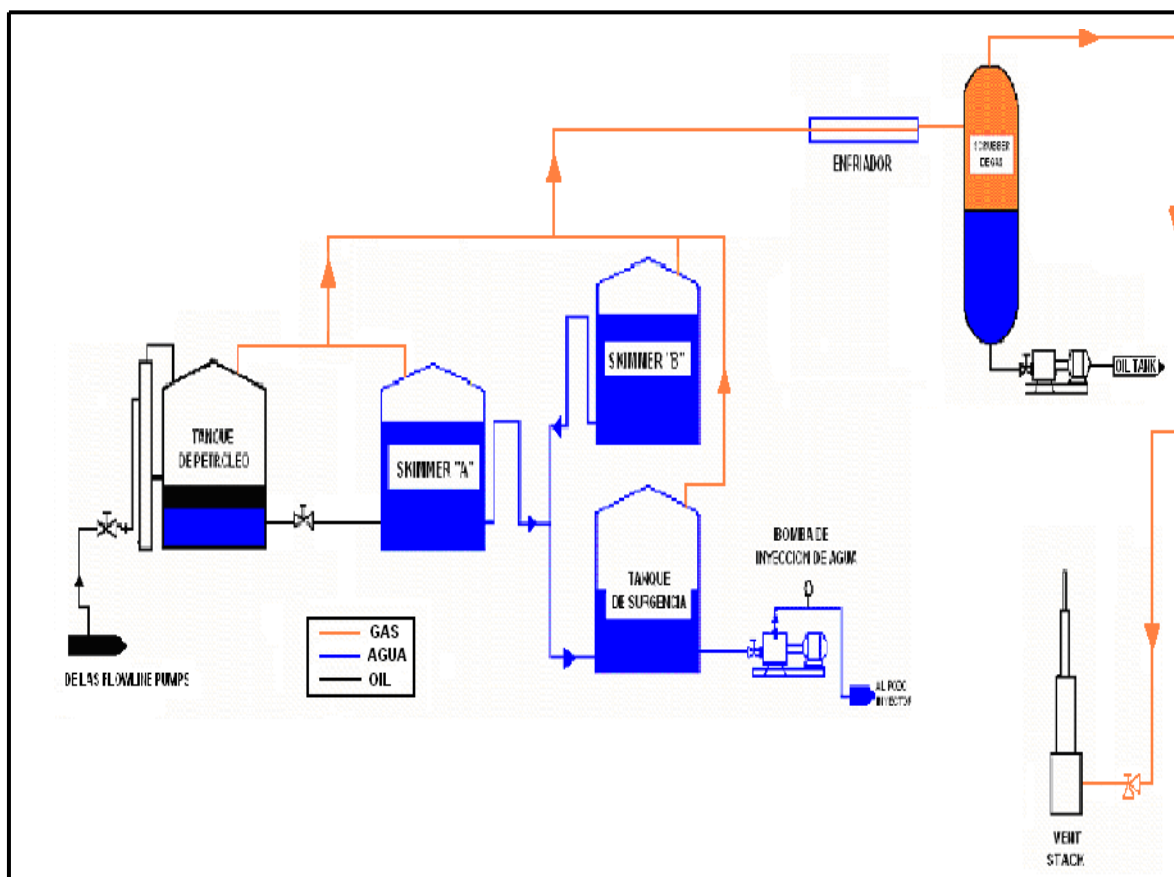 SCRUBBER
DE GAS
ENFRIADOR
SKIMMER "B"
OIL TANK
TANQUE
DE PETROLEO
SKIMMER "A"
BOMBA DE
INYECCION DE AGUA
TANQUE
DE SURGENCIA
GAS
AGUA
OIL
DE LAS FLOWLINE PUMPS
AL POZO
INYECTOR
VENT
STACK